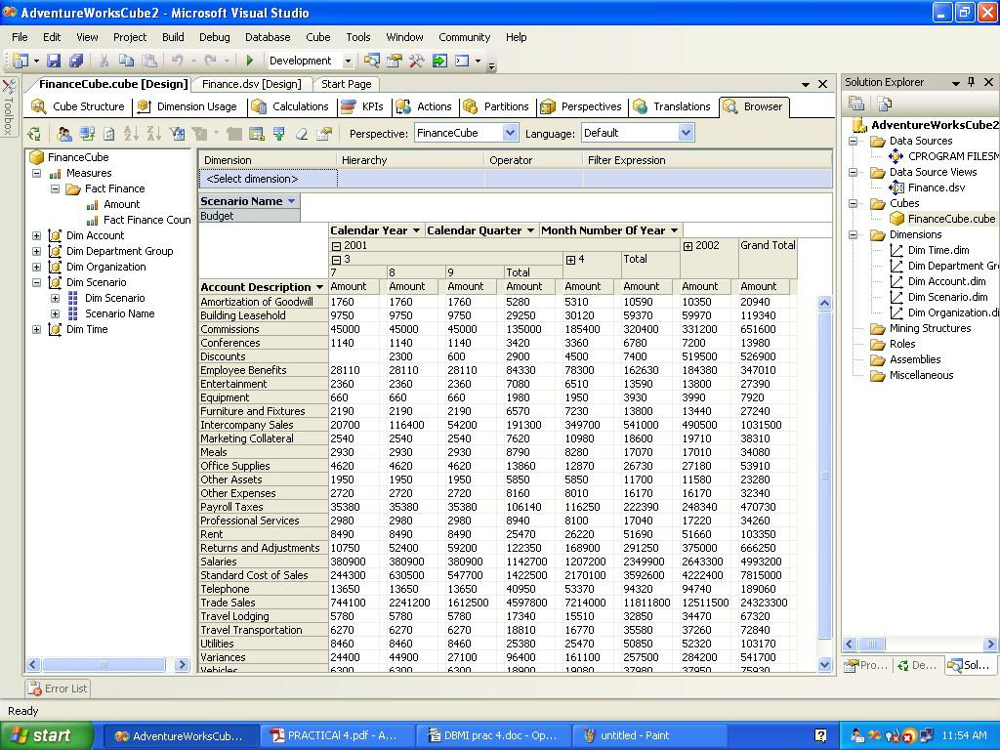 AdventureWorksCube2 - Microsoft Visual Studio
File Edit View Project Build Debug Database Cube Tools Window Community Help
Development
Toolbox
FinanceCube.cube [Design] Finance.dsv [Design] Start Page
Cube Structure Dimension Usage Calculations KPIs Actions Partitions Perspectives Translations Browser
Perspective: FinanceCube Language: Default
FinanceCube
Measures
Fact Finance
Amount
Fact Finance Coun
Dim Account
Dim Department Group
Dim Organization
Dim Scenario
Dim Scenario
Scenario Name
Dim Time
Dimension Hierarchy Operator Filter Expression
<Select dimension>
Scenario Name
Budget
Calendar Year Calendar Quarter Month Number Of Year
2001 2002 Grand Total
3 4 Total
7 8 9 Total
Account Description Amount Amount Amount Amount Amount Amount Amount Amount
Amortization of Goodwill 1760 1760 1760 5280 5310 10590 10350 20940
Building Leasehold 9750 9750 9750 29250 30120 59370 59970 119340
Commissions 45000 45000 45000 135000 185400 320400 331200 651600
Conferences 1140 1140 1140 3420 3360 6780 7200 13980
Discounts 2300 600 2900 4500 7400 519500 526900
Employee Benefits 28110 28110 28110 84330 78300 162630 184380 347010
Entertainment 2360 2360 2360 7080 6510 13590 13800 27390
Equipment 660 660 660 1980 1950 3930 3990 7920
Furniture and Fixtures 2190 2190 2190 6570 7230 13800 13440 27240
Intercompany Sales 20700 116400 54200 191300 349700 541000 490500 1031500
Marketing Collateral 2540 2540 2540 7620 10980 18600 19710 38310
Meals 2930 2930 2930 8790 8280 17070 17010 34080
Office Supplies 4620 4620 4620 13860 12870 26730 27180 53910
Other Assets 1950 1950 1950 5850 5850 11700 11580 23280
Other Expenses 2720 2720 2720 8160 8010 16170 16170 32340
Payroll Taxes 35380 35380 35380 106140 116250 222390 248340 470730
Professional Services 2980 2980 2980 8940 8100 17040 17220 34260
Rent 8490 8490 8490 25470 26220 51690 51660 103350
Returns and Adjustments 10750 52400 59200 122350 168900 291250 375000 666250
Salaries 380900 380900 380900 1142700 1207200 2349900 2643300 4993200
Standard Cost of Sales 244300 630500 547700 1422500 2170100 3592600 4222400 7815000
Telephone 13650 13650 13650 40950 53370 94320 94740 189060
Trade Sales 744100 2241200 1612500 4597800 7214000 11811800 12511500 24323300
Travel Lodging 5780 5780 5780 17340 15510 32850 34470 67320
Travel Transportation 6270 6270 6270 18810 16770 35580 37260 72840
Utilities 8460 8460 8460 25380 25470 50850 52320 103170
Variances 24400 44900 27100 96400 161100 257500 284200 541700
Vehicles 6300 6300 6300 18900 19080 37980 37950 75930
Solution Explorer
AdventureWorksCube2
Data Sources
CPROGRAM FILESM
Data Source Views
Finance.dsv
Cubes
FinanceCube.cube
Dimensions
Dim Time.dim
Dim Department Gr
Dim Account.dim
Dim Scenario.dim
Dim Organization.di
Mining Structures
Roles
Assemblies
Miscellaneous
Pro... De... Sol...
Error List
Ready
start AdventureWorksCub... PRACTICAl 4.pdf - A... DBMI prac 4.doc - Op... untitled - Paint 11:54 AM